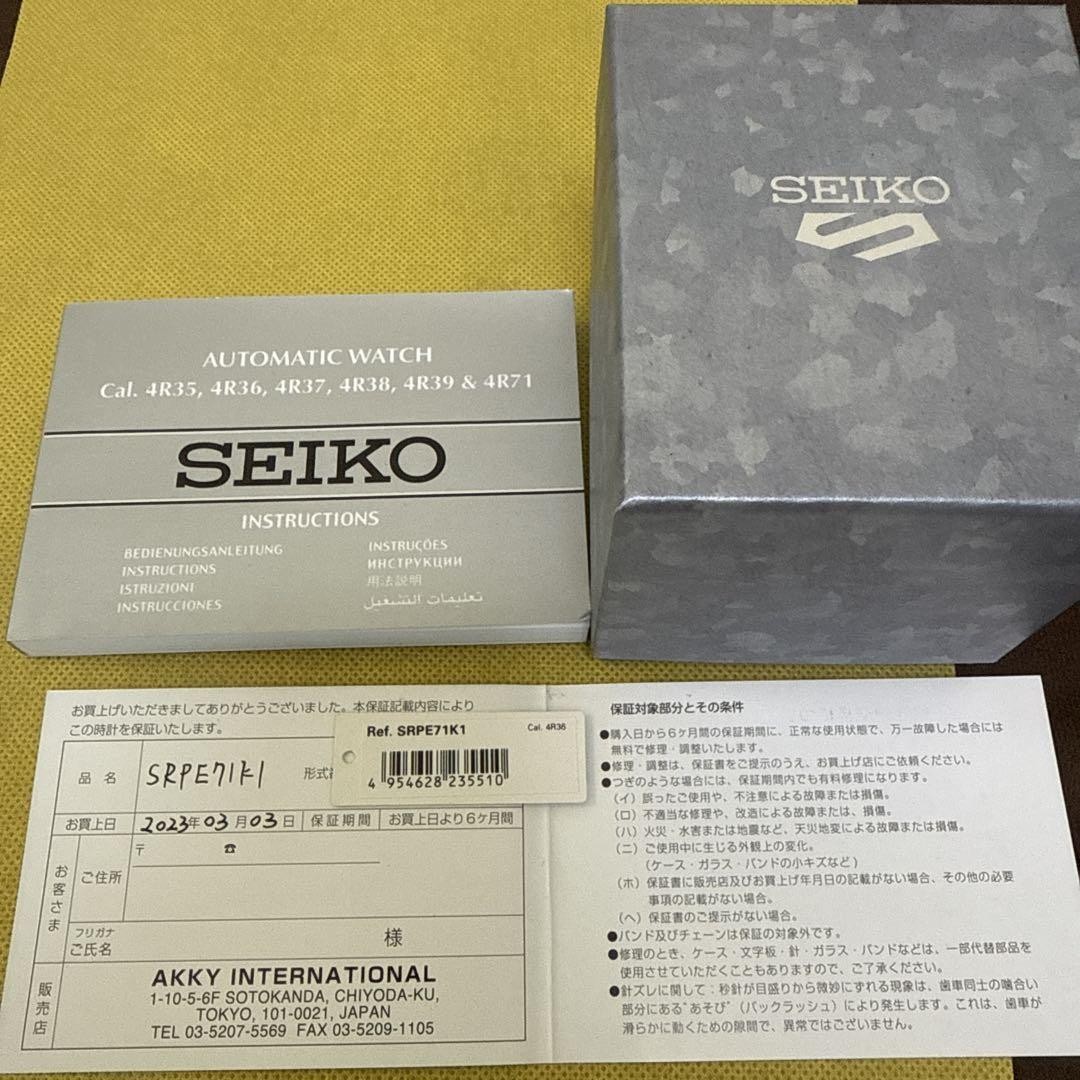 SEIKO
AUTOMATIC WATCH
Cal. 4R35, 4R36, 4R37, 4R38, 4R39 & 4R71
SEIKO
INSTRUCTIONS
BEDIENUNGSANLEITUNG
INSTRUCTIONS
ISTRUZIONI
INSTRUCCIONES
INSTRUÇÕES
ИНСТРУКЦИИ
用法説明
تعليمات التشغيل
お買上げいただきましてありがとうございました。本保証記載内容により
この時計を保証いたします。
品名 SRPE71K1 形式
Ref. SRPE71K1 Cal. 4R36
4 954628 235510
お買上日 2023年03月03日 保証期間 お買上日より6ヶ月間
お客さま
ご住所 〒 ☎
フリガナ
ご氏名 様
販売店
AKKY INTERNATIONAL
1-10-5-6F SOTOKANDA, CHIYODA-KU,
TOKYO, 101-0021, JAPAN
TEL 03-5207-5569 FAX 03-5209-1105
保証対象部分とその条件
●購入日から6ヶ月間の保証期間に、正常な使用状態で、万一故障した場合には
無料で修理・調整いたします。
●修理・調整は、保証書をご提示のうえ、お買上げ店にご依頼ください。
●つぎのような場合には、保証期間内でも有料修理になります。
(イ)誤ったご使用や、不注意による故障または損傷。
(ロ)不適当な修理や、改造による故障または、損傷。
(ハ)火災・水害または地震など、天災地変による故障または損傷。
(ニ)ご使用中に生じる外観上の変化。
(ケース・ガラス・バンドの小キズなど)
(ホ)保証書に販売店及びお買上げ年月日の記載がない場合、その他の必要
事項の記載がない場合。
(ヘ)保証書のご提示がない場合。
●バンド及びチェーンは保証の対象外です。
●修理のとき、ケース・文字板・針・ガラス・バンドなどは、一部代替部品を
使用させていただくこともありますので、ご了承ください。
●針ズレに関して:秒針が目盛りから微妙にずれる現象は、歯車同士の噛合い
部分にある"あそび"(バックラッシュ)により発生します。これは、歯車が
滑らかに動くための隙間で、異常ではございません。